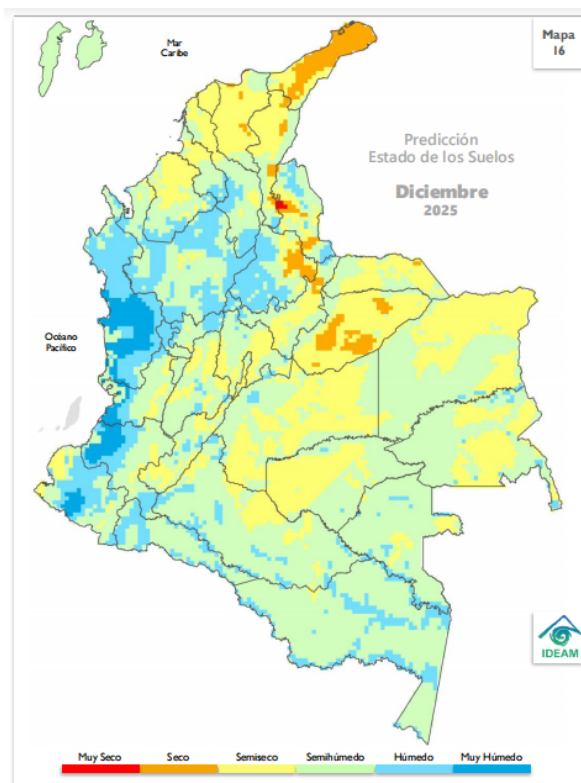 Mar
Caribe
Mapa
16
Predicción
Estado de los Suelos
Diciembre
2025
Océano
Pacífico
IDEAM
Muy Seco
Seco
Semiseco
Semihúmedo
Húmedo
Muy Húmedo